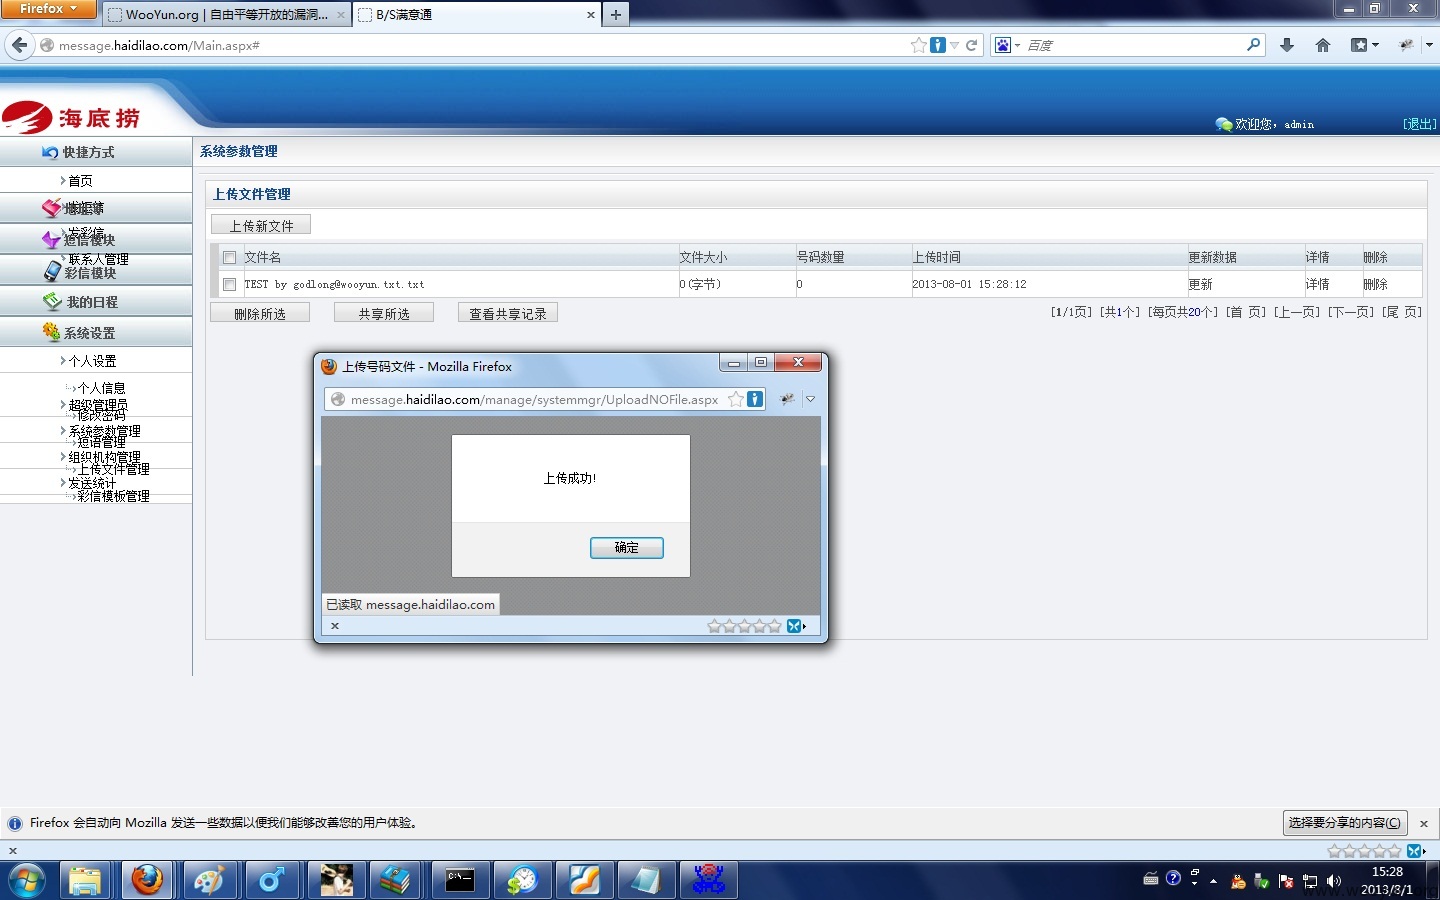 Firefox
WooYun.org | 自由平等开放的漏洞...
B/S满意通
message.haidilao.com/Main.aspx#
百度
海底捞
欢迎您，admin
[退出]
快捷方式
首页
地址簿
发短信
短信模块
发彩信
彩信模块
联系人管理
我的日程
系统设置
个人设置
个人信息
超级管理员
修改密码
系统参数管理
短语管理
组织机构管理
上传文件管理
发送统计
彩信模板管理
系统参数管理
上传文件管理
上传新文件
文件名 文件大小 号码数量 上传时间 更新数据 详情 删除
TEST by godlong@wooyun.txt.txt 0(字节) 0 2013-08-01 15:28:12 更新 详情 删除
删除所选 共享所选 查看共享记录
[1/1页] [共1个] [每页共20个] [首 页] [上一页] [下一页] [尾 页]
上传号码文件 - Mozilla Firefox
message.haidilao.com/manage/systemmgr/UploadNOFile.aspx
上传成功!
确定
已读取 message.haidilao.com
Firefox 会自动向 Mozilla 发送一些数据以便我们能够改善您的用户体验。
选择要分享的内容(C)
C:\
15:28
2013/8/1